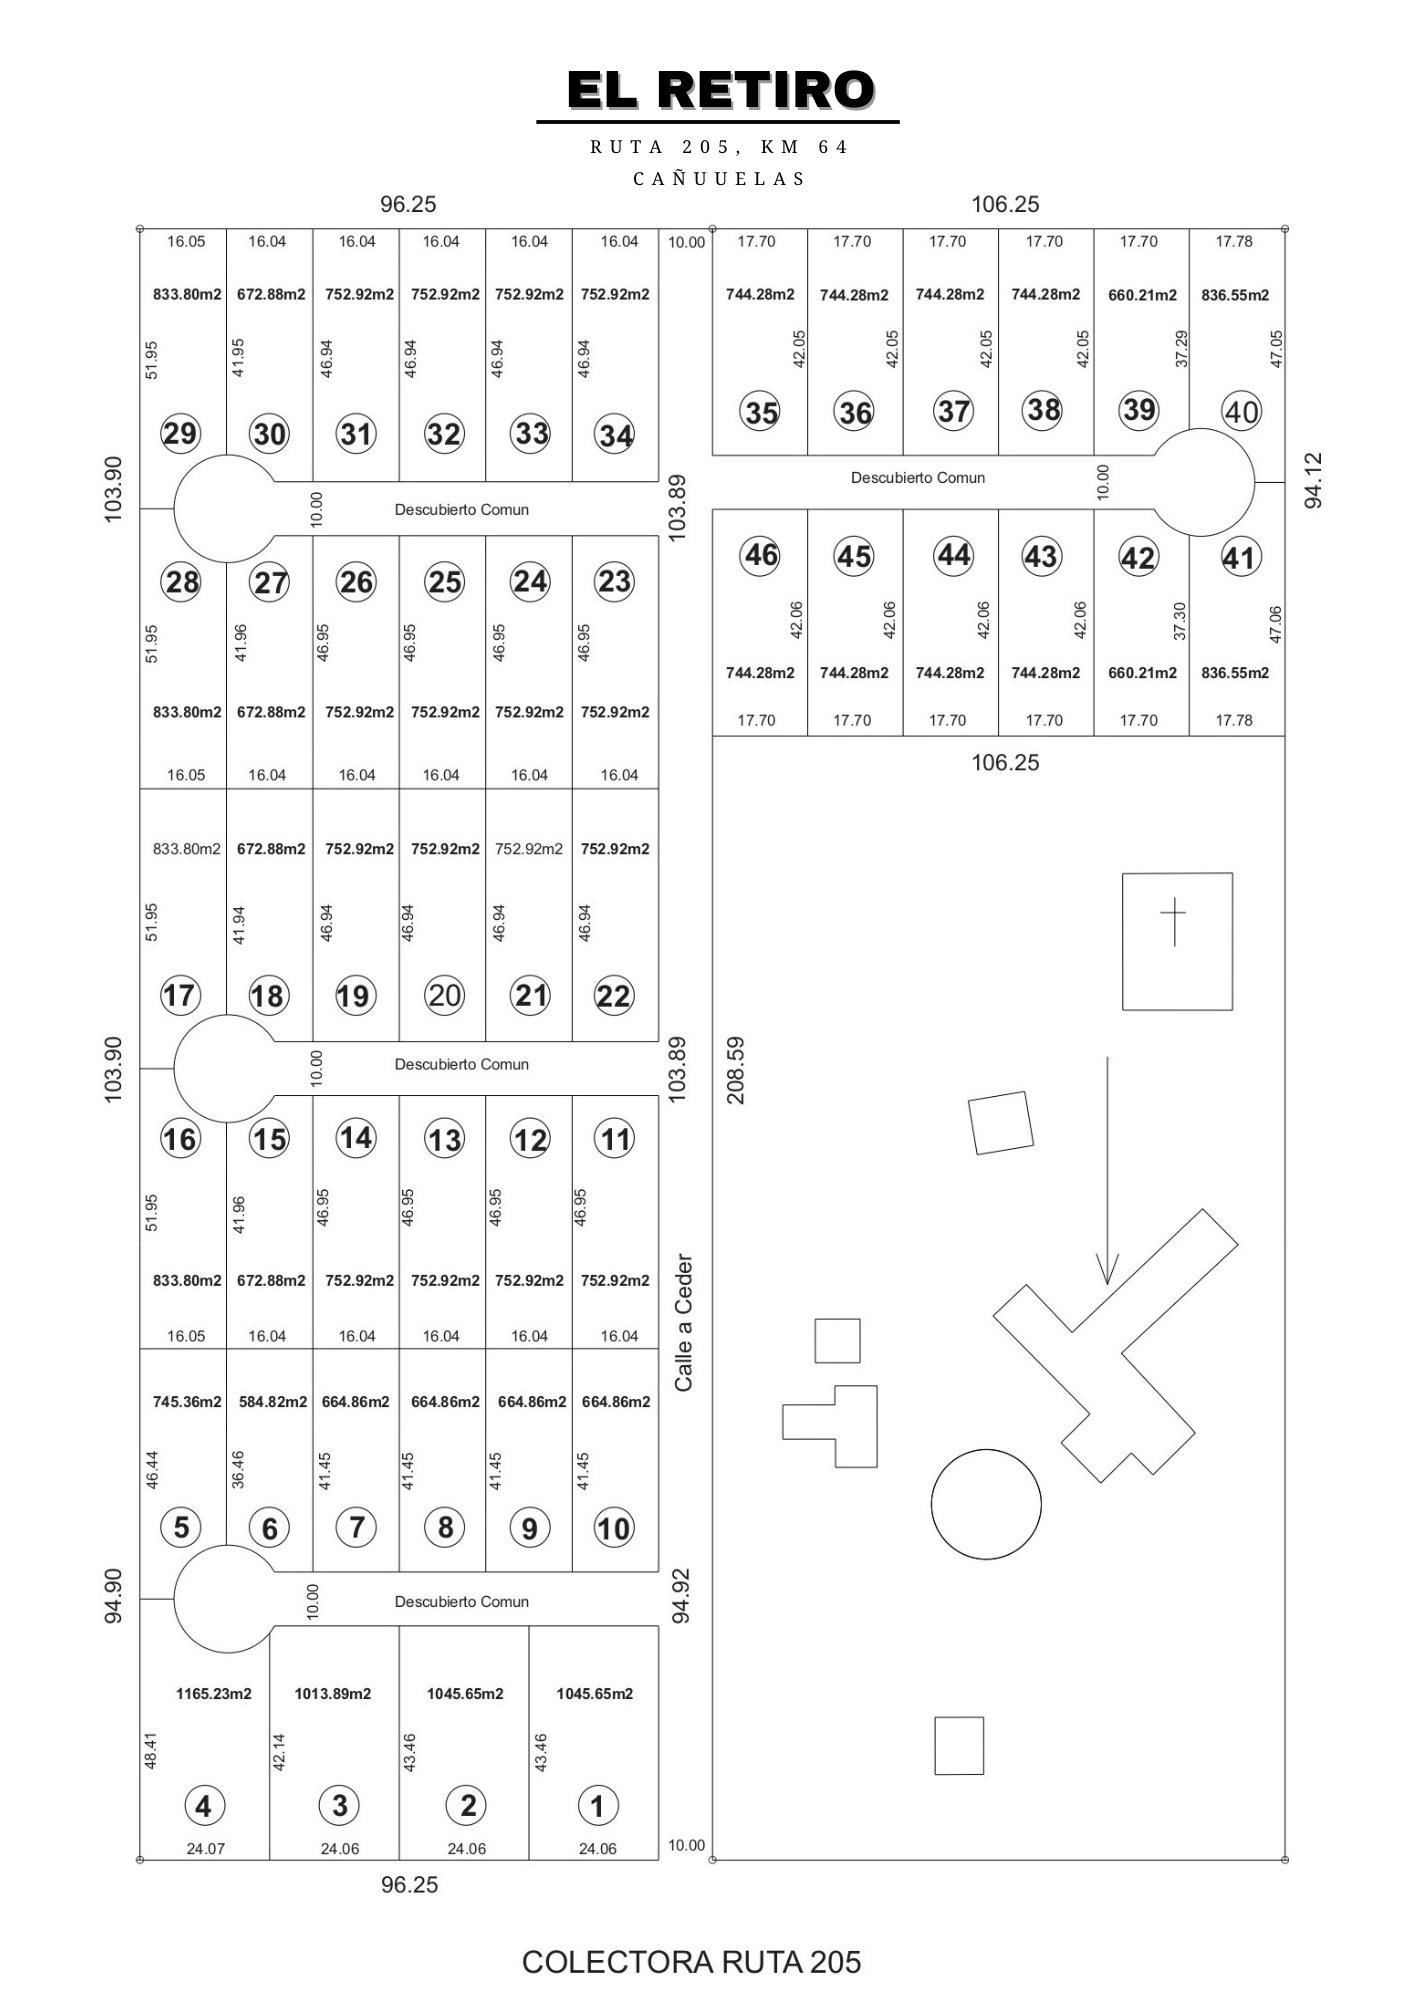 EL RETIRO
RUTA 205, KM 64
CAÑUUELAS
96.25
106.25
16.05 16.04 16.04 16.04 16.04 16.04 10.00 17.70 17.70 17.70 17.70 17.70 17.78
833.80m2 672.88m2 752.92m2 752.92m2 752.92m2 752.92m2 744.28m2 744.28m2 744.28m2 744.28m2 660.21m2 836.55m2
51.95 41.95 46.94 46.94 46.94 46.94 42.05 42.05 42.05 42.05 37.29 47.05
29 30 31 32 33 34 35 36 37 38 39 40
103.90 10.00 Descubierto Comun 103.89 Descubierto Comun 10.00 94.12
28 27 26 25 24 23 46 45 44 43 42 41
51.95 41.96 46.95 46.95 46.95 46.95 42.06 42.06 42.06 42.06 37.30 47.06
833.80m2 672.88m2 752.92m2 752.92m2 752.92m2 752.92m2 744.28m2 744.28m2 744.28m2 744.28m2 660.21m2 836.55m2
16.05 16.04 16.04 16.04 16.04 16.04 17.70 17.70 17.70 17.70 17.70 17.78
106.25
833.80m2 672.88m2 752.92m2 752.92m2 752.92m2 752.92m2
51.95 41.94 46.94 46.94 46.94 46.94
17 18 19 20 21 22
103.90 10.00 Descubierto Comun 103.89 208.59
16 15 14 13 12 11
51.95 41.96 46.95 46.95 46.95 46.95
833.80m2 672.88m2 752.92m2 752.92m2 752.92m2 752.92m2
16.05 16.04 16.04 16.04 16.04 16.04
Calle a Ceder
745.36m2 584.82m2 664.86m2 664.86m2 664.86m2 664.86m2
46.44 36.46 41.45 41.45 41.45 41.45
5 6 7 8 9 10
94.90 10.00 Descubierto Comun 94.92
1165.23m2 1013.89m2 1045.65m2 1045.65m2
48.41 42.14 43.46 43.46
4 3 2 1
24.07 24.06 24.06 24.06 10.00
96.25
COLECTORA RUTA 205